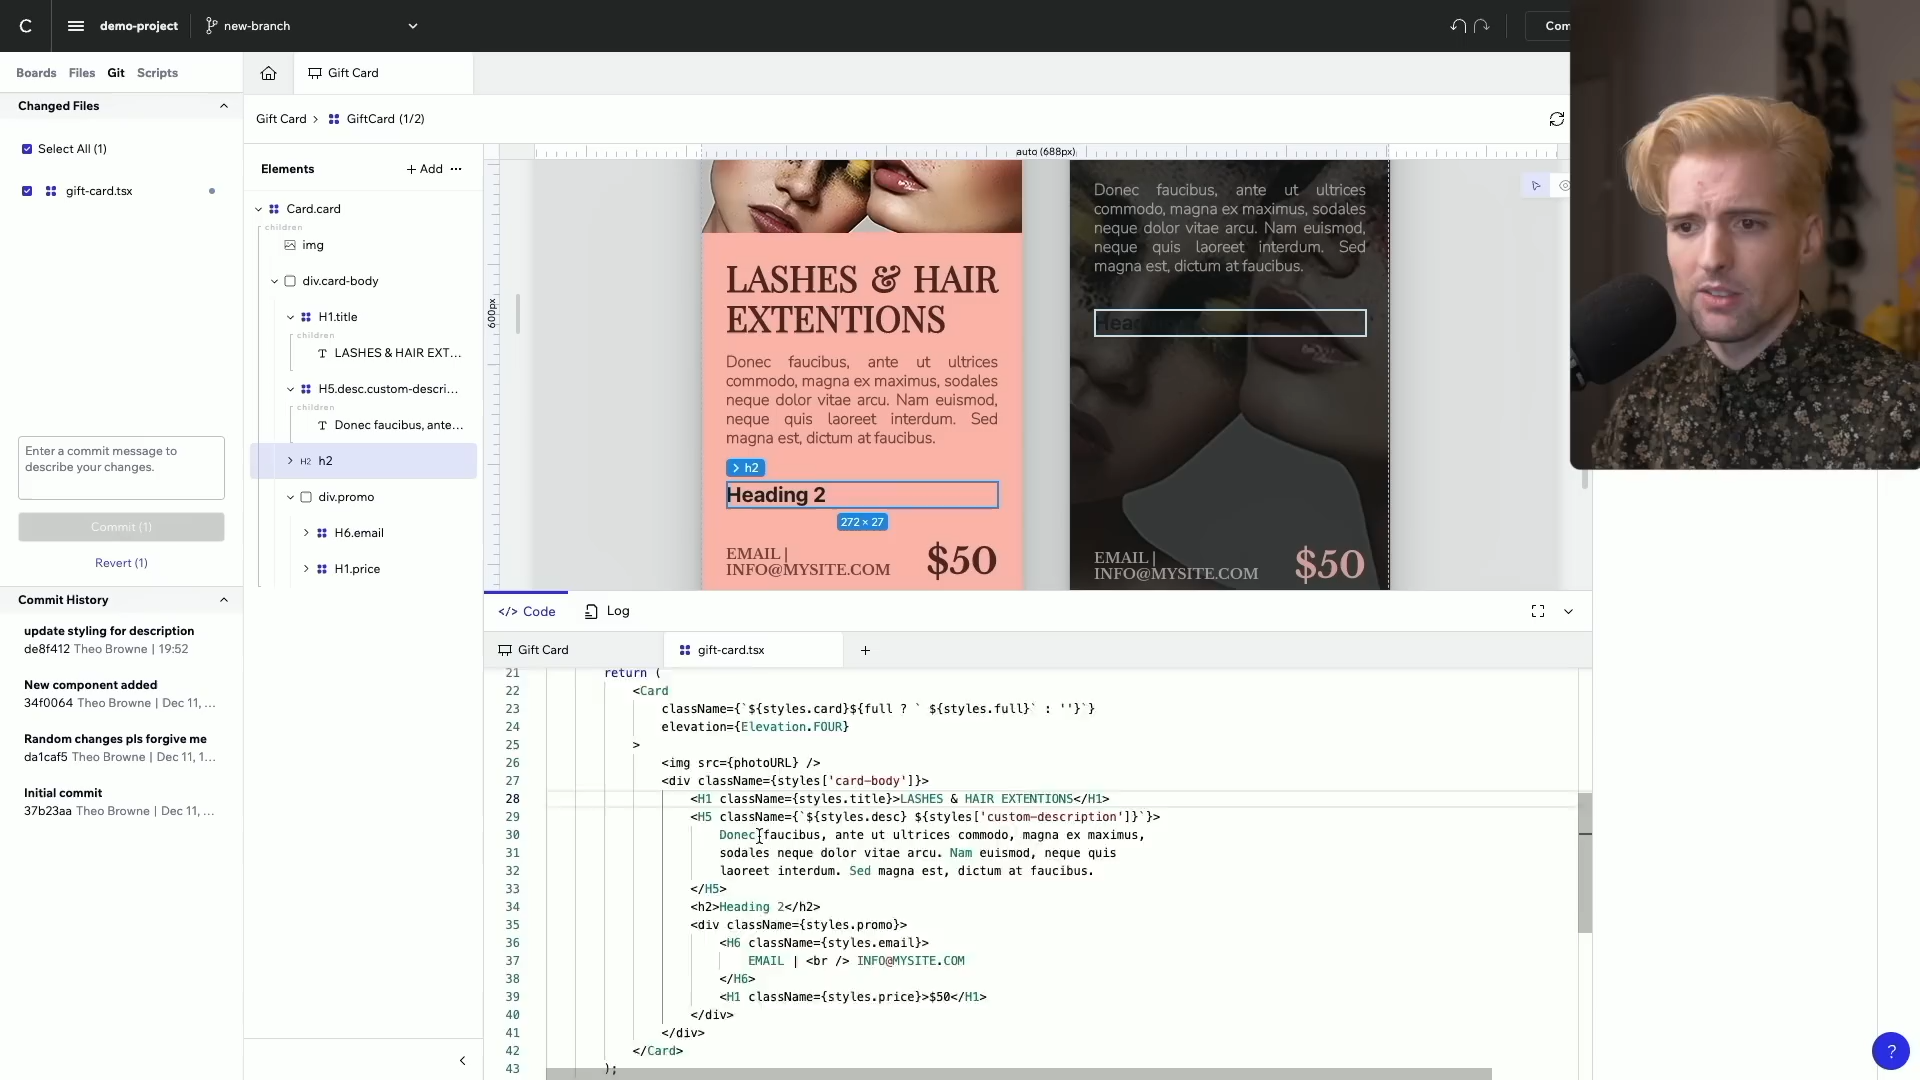 C demo-project new-branch Com
Boards Files Git Scripts
Gift Card
Changed Files
Select All (1)
gift-card.tsx
Enter a commit message to
describe your changes.
Commit (1)
Revert (1)
Commit History
update styling for description
de8f412 Theo Browne | 19:52
New component added
34f0064 Theo Browne | Dec 11, ...
Random changes pls forgive me
da1caf5 Theo Browne | Dec 11, 1...
Initial commit
37b23aa Theo Browne | Dec 11, ...
Gift Card > GiftCard (1/2)
Elements
+ Add ...
Card.card
children
img
div.card-body
H1.title
children
LASHES & HAIR EXT...
H5.desc.custom-descri...
children
Donec faucibus, ante...
H2 h2
div.promo
H6.email
H1.price
auto (688px)
600px
LASHES & HAIR
EXTENTIONS
Donec faucibus, ante ut ultrices
commodo, magna ex maximus, sodales
neque dolor vitae arcu. Nam euismod,
neque quis laoreet interdum. Sed
magna est, dictum at faucibus.
> h2
Heading 2
272 × 27
EMAIL |
INFO@MYSITE.COM
$50
Donec faucibus, ante ut ultrices
commodo, magna ex maximus, sodales
neque dolor vitae arcu. Nam euismod,
neque quis laoreet interdum. Sed
magna est, dictum at faucibus.
EMAIL |
INFO@MYSITE.COM
$50
</> Code
Log
Gift Card
gift-card.tsx
+
21 return (
22 <Card
23 className={`${styles.card}${full ? ` ${styles.full}` : ''}`}
24 elevation={Elevation.FOUR}
25 >
26 <img src={photoURL} />
27 <div className={styles['card-body']}>
28 <H1 className={styles.title}>LASHES & HAIR EXTENTIONS</H1>
29 <H5 className={`${styles.desc} ${styles['custom-description']}`}>
30 Donec faucibus, ante ut ultrices commodo, magna ex maximus,
31 sodales neque dolor vitae arcu. Nam euismod, neque quis
32 laoreet interdum. Sed magna est, dictum at faucibus.
33 </H5>
34 <h2>Heading 2</h2>
35 <div className={styles.promo}>
36 <H6 className={styles.email}>
37 EMAIL | <br /> INFO@MYSITE.COM
38 </H6>
39 <H1 className={styles.price}>$50</H1>
40 </div>
41 </div>
42 </Card>
43 );
?